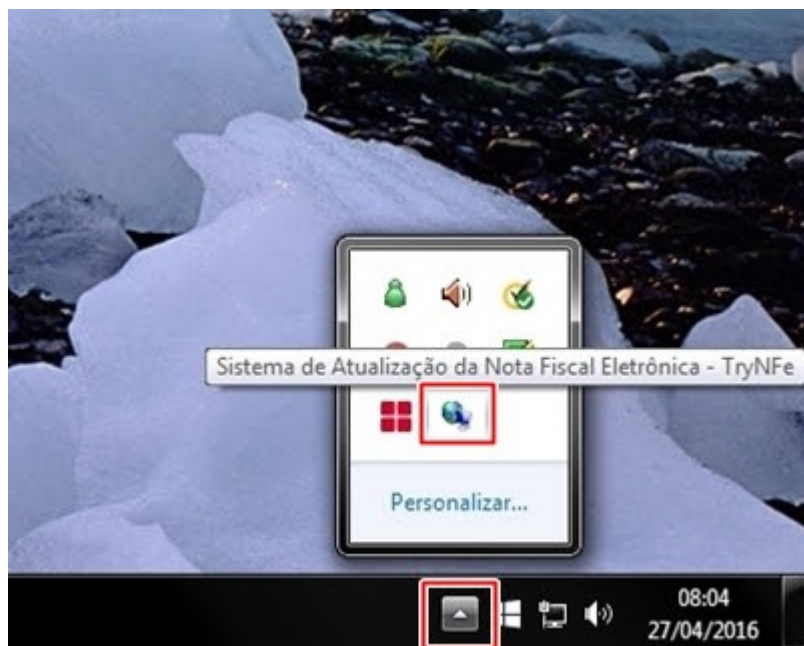 Sistema de Atualização da Nota Fiscal Eletrônica - TryNFe
Personalizar...
08:04
27/04/2016